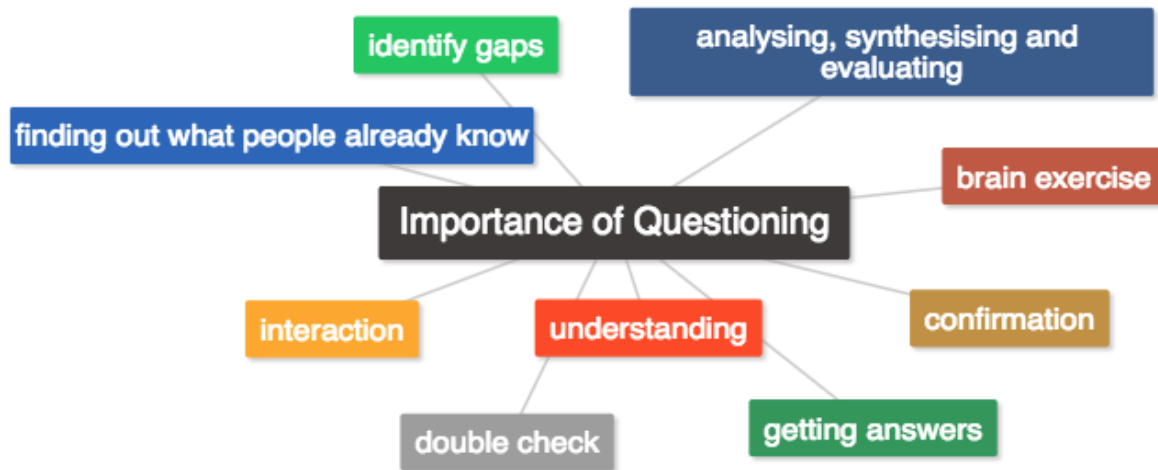 identify gaps
analysing, synthesising and
evaluating
finding out what people already know
brain exercise
Importance of Questioning
interaction
understanding
confirmation
double check
getting answers